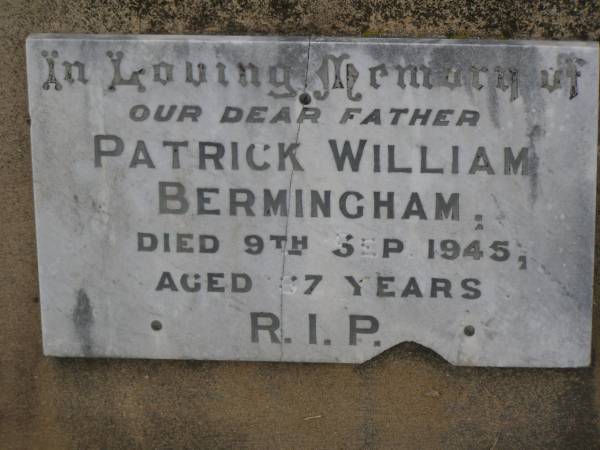 In Loving Memory of
OUR DEAR FATHER
PATRICK WILLIAM
BERMINGHAM,
DIED 9TH SEP. 1945,
AGED YEARS
R.I.P.